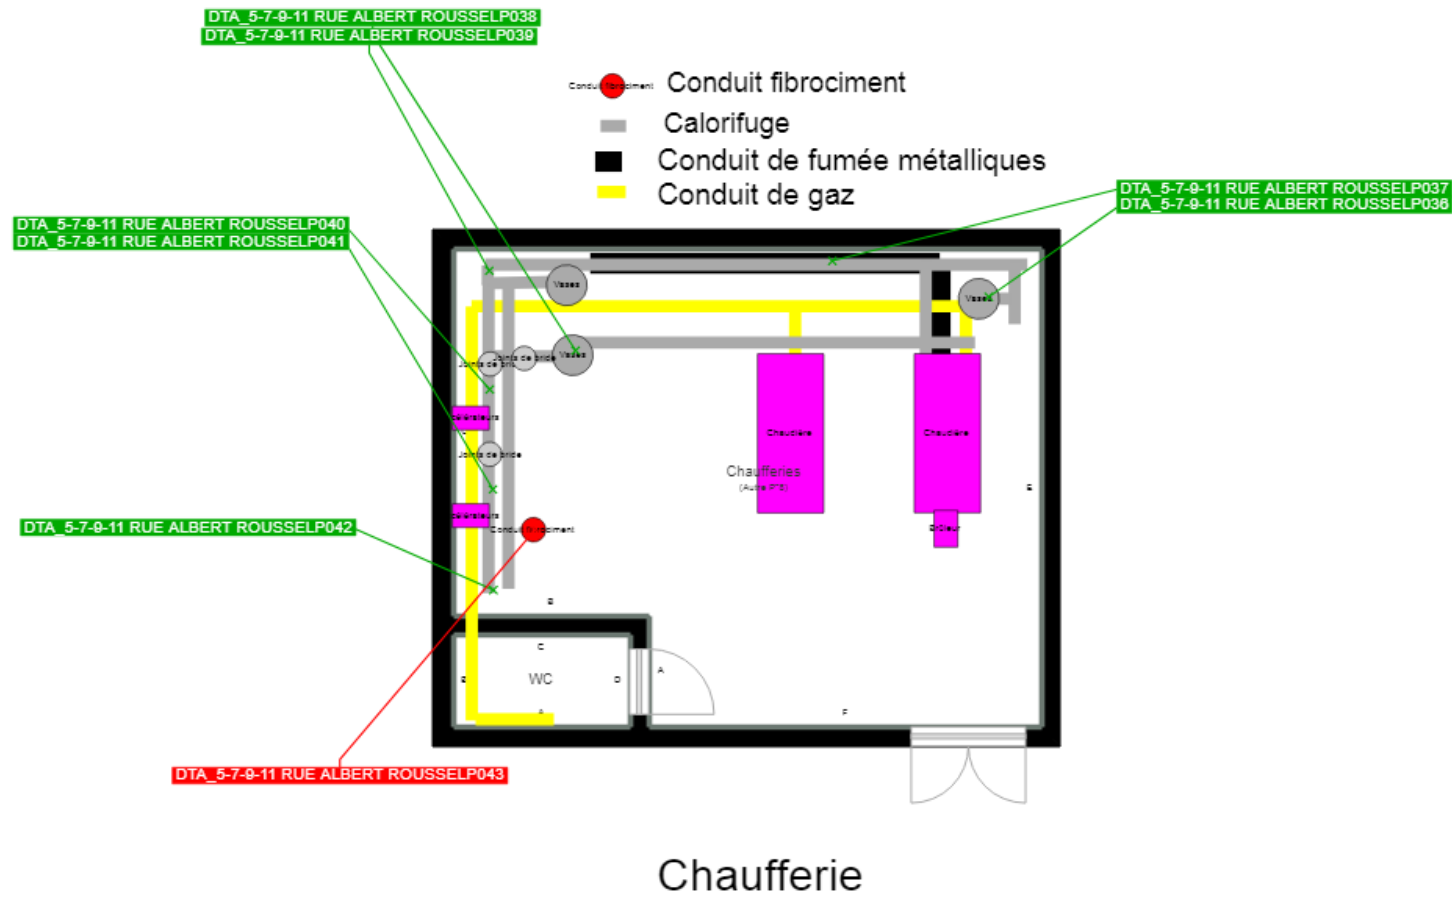 DTA_5-7-9-11 RUE ALBERT ROUSSELP038
DTA_5-7-9-11 RUE ALBERT ROUSSELP039
Conduit fibrociment
Conduit fibrociment
Calorifuge
Conduit de fumée métalliques
Conduit de gaz
DTA_5-7-9-11 RUE ALBERT ROUSSELP037
DTA_5-7-9-11 RUE ALBERT ROUSSELP036
DTA_5-7-9-11 RUE ALBERT ROUSSELP040
DTA_5-7-9-11 RUE ALBERT ROUSSELP041
Vases
Vases
Joints de bride
Joints de bride
Vases
Chaudière
Chaudière
Joints de bride
Chaufferies
E
DTA_5-7-9-11 RUE ALBERT ROUSSELP042
Conduit fibrociment
Brûleur
B
C
WC
D
A
A
F
DTA_5-7-9-11 RUE ALBERT ROUSSELP043
Chaufferie